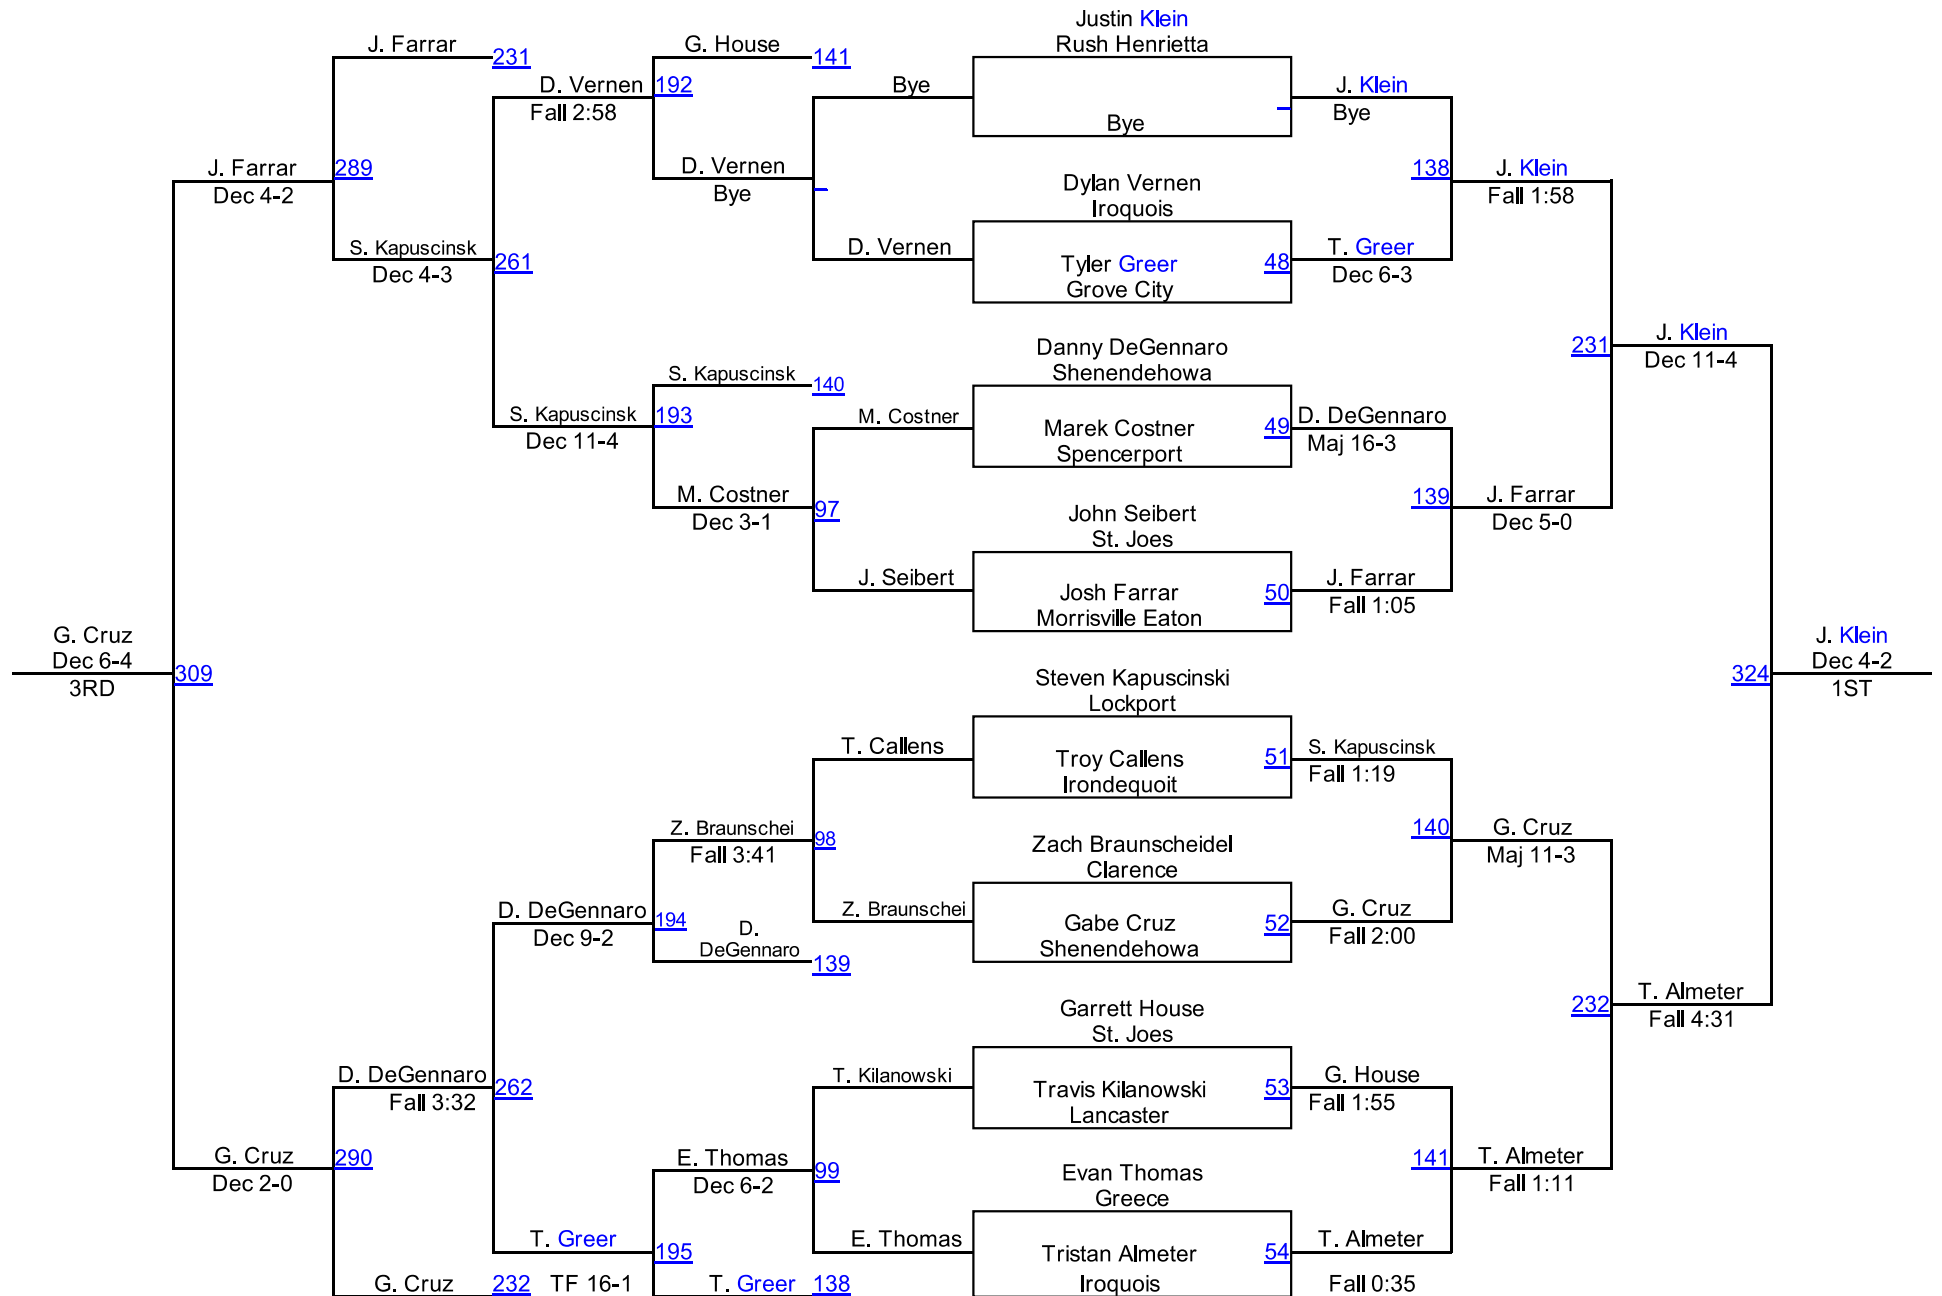 Justin Klein
J. Farrar
G. House
Rush Henrietta
231
141
D. Vernen
192
Bye
J. Klein
Fall 2:58
Bye
Bye
J. Farrar
289
D. Vernen
138
J. Klein
Dec 4-2
Bye
Dylan Vernen
Fall 1:58
Iroquois
S. Kapuscinsk
D. Vernen
T. Greer
Dec 4-3
261
Tyler Greer
48
Dec 6-3
Grove City
J. Klein
Danny DeGennaro
231
Dec 11-4
S. Kapuscinsk
140
Shenendehowa
S. Kapuscinsk
193
M. Costner
D. DeGennaro
Dec 11-4
Marek Costner
49
Maj 16-3
Spencerport
M. Costner
97
139
J. Farrar
Dec 3-1
John Seibert
Dec 5-0
St. Joes
J. Seibert
J. Farrar
Josh Farrar
50
Fall 1:05
Morrisville Eaton
G. Cruz
J. Klein
Dec 6-4
309
324
Dec 4-2
3RD
Steven Kapuscinski
1ST
Lockport
T. Callens
S. Kapuscinsk
Troy Callens
51
Fall 1:19
Irondequoit
Z. Braunschei
98
140
G. Cruz
Fall 3:41
Zach Braunscheidel
Maj 11-3
Clarence
D. DeGennaro
194
Z. Braunschei
G. Cruz
Dec 9-2
D.
DeGennaro
139
Gabe Cruz
52
Fall 2:00
Shenendehowa
Garrett House
232
T. Almeter
St. Joes
Fall 4:31
D. DeGennaro
262
T. Kilanowski
G. House
Fall 3:32
Travis Kilanowski
53
Fall 1:55
Lancaster
G. Cruz
290
E. Thomas
99
141
T. Almeter
Dec 2-0
Dec 6-2
Evan Thomas
Fall 1:11
Greece
T. Greer
195
E. Thomas
T. Almeter
Tristan Almeter
54
G. Cruz
232
TF 16-1
T. Greer
138
Iroquois
Fall 0:35